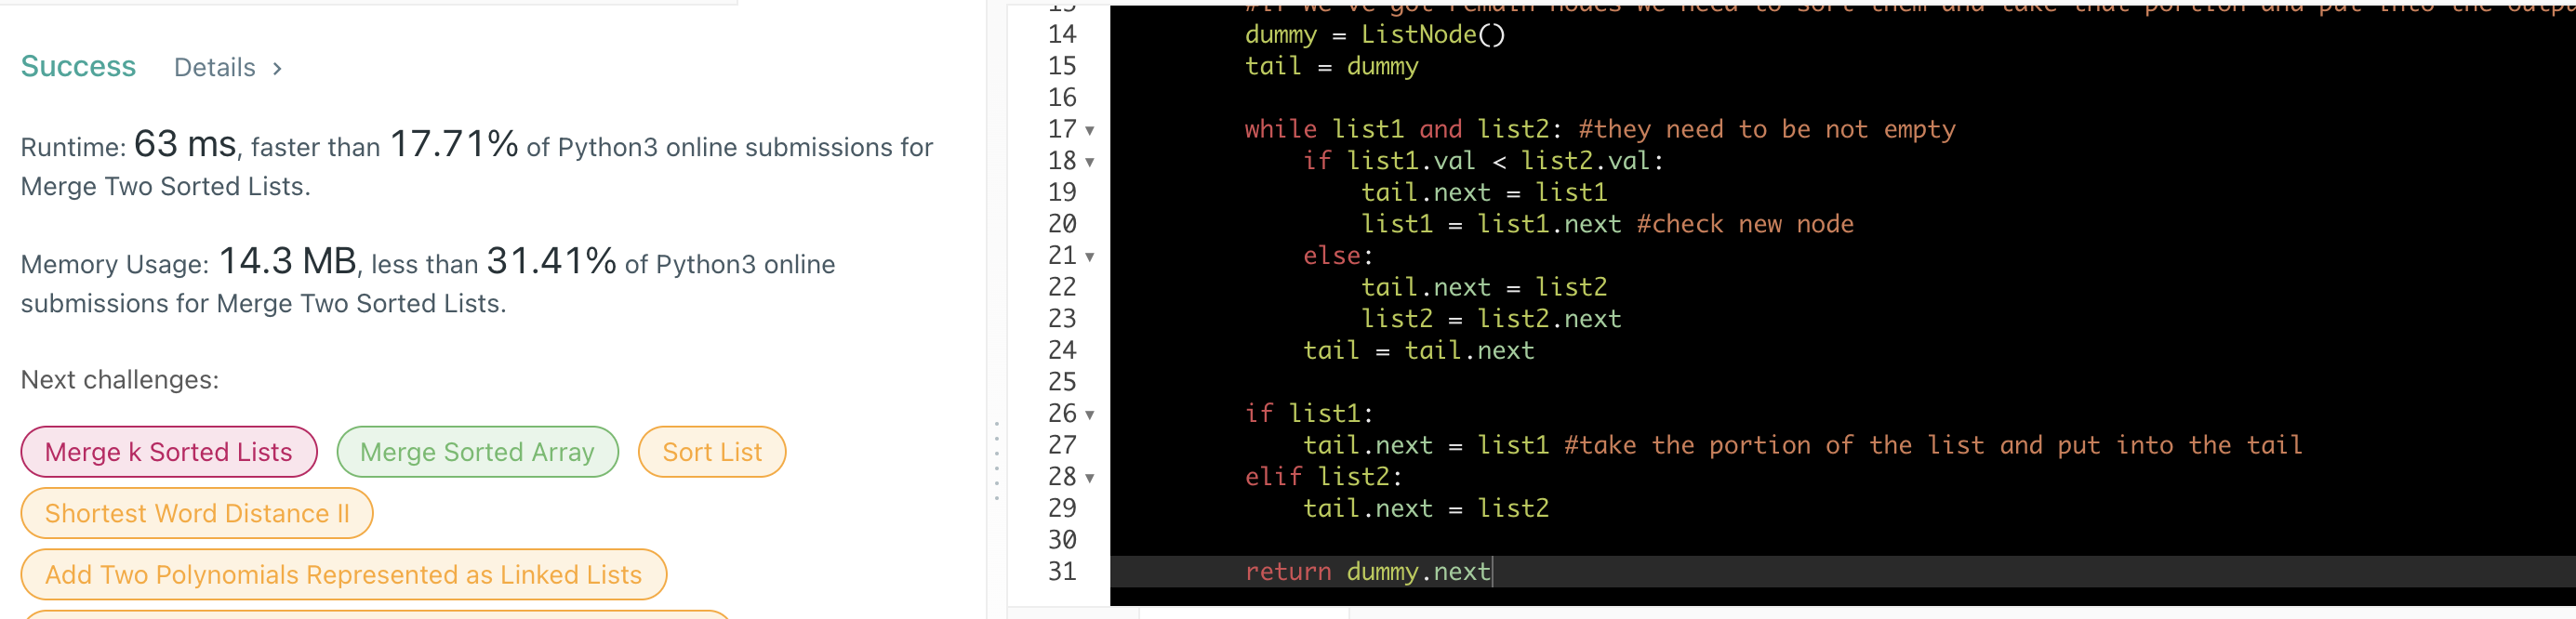 Success Details >
Runtime: 63 ms, faster than 17.71% of Python3 online submissions for
Merge Two Sorted Lists.
Memory Usage: 14.3 MB, less than 31.41% of Python3 online
submissions for Merge Two Sorted Lists.
Next challenges:
Merge k Sorted Lists Merge Sorted Array Sort List
Shortest Word Distance II
Add Two Polynomials Represented as Linked Lists
14 dummy = ListNode()
15 tail = dummy
16
17 while list1 and list2: #they need to be not empty
18 if list1.val < list2.val:
19 tail.next = list1
20 list1 = list1.next #check new node
21 else:
22 tail.next = list2
23 list2 = list2.next
24 tail = tail.next
25
26 if list1:
27 tail.next = list1 #take the portion of the list and put into the tail
28 elif list2:
29 tail.next = list2
30
31 return dummy.next